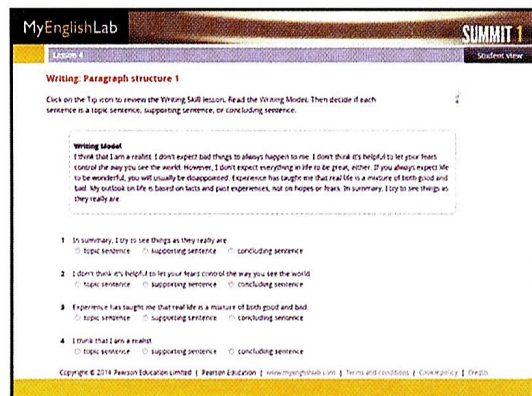 MyEnglishLab
SUMMIT 1
Lesson 4
Student view
Writing: Paragraph structure 1
Click on the Tip icon to review the Writing Skill lesson. Read the Writing Model. Then decide if each
sentence is a topic sentence, supporting sentence, or concluding sentence.
Writing Model
I think that I am a realist. I don't expect bad things to always happen to me. I don't think it's helpful to let your fears
control the way you see the world. However, I don't expect everything in life to be great, either. If you always expect life
to be wonderful, you will usually be disappointed. Experience has taught me that real life is a mixture of both good and
bad. My outlook on life is based on facts and past experiences, not on hopes or fears. In summary, I try to see things as
they really are.
1 In summary, I try to see things as they really are
topic sentence supporting sentence concluding sentence
2 I don't think it's helpful to let your fears control the way you see the world
topic sentence supporting sentence concluding sentence
3 Experience has taught me that real life is a mixture of both good and bad.
topic sentence supporting sentence concluding sentence
4 I think that I am a realist
topic sentence supporting sentence concluding sentence
Copyright © 2014 Pearson Education Limited | Pearson Education | www.myenglishlab.com | Terms and conditions | Cookie policy | Credits